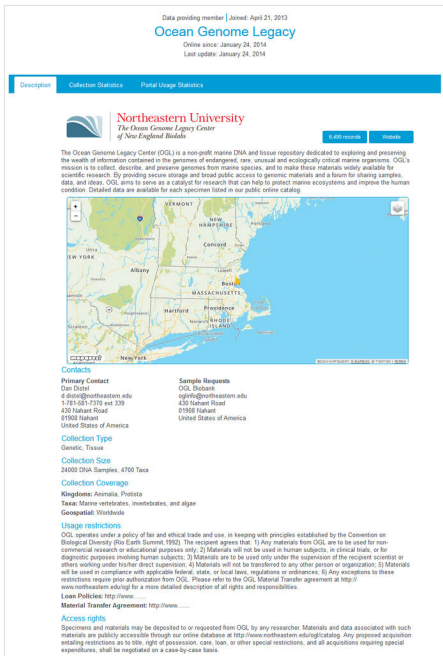 Data providing member | Joined: April 21, 2013
Ocean Genome Legacy
Online since: January 24, 2014
Last update: January 24, 2014
Description Collection Statistics Portal Usage Statistics
Northeastern University
The Ocean Genome Legacy Center
of New England Biolabs
6,400 records Website
The Ocean Genome Legacy Center (OGL) is a non-profit marine DNA and tissue repository dedicated to exploring and preserving
the wealth of information contained in the genomes of endangered, rare, unusual and ecologically critical marine organisms. OGL's
mission is to collect, describe, and preserve genomes from marine species, and to make these materials widely available for
scientific research. By providing secure storage and broad public access to genomic materials and a forum for sharing samples,
data, and ideas, OGL aims to serve as a catalyst for research that can help to protect marine ecosystems and improve the human
condition. Detailed data are available for each specimen listed in our public online catalog.
+
−
VERMONT
NEW
HAMPSHIRE
Portland
Concord
Utica
EW YORK
Albany
Lowell
Boston
MASSACHUSETTS
Hartford
Providence
RHODE
ISLAND
Scranton
New York
mapquest
Contacts
Primary Contact
Dan Distel
d.distel@northeastern.edu
1-781-581-7370 ext 339
430 Nahant Road
01908 Nahant
United States of America
Sample Requests
OGL Biobank
oglinfo@northeastern.edu
430 Nahant Road
01908 Nahant
United States of America
Collection Type
Genetic, Tissue
Collection Size
24000 DNA Samples, 4700 Taxa
Collection Coverage
Kingdoms: Animalia, Protista
Taxa: Marine vertebrates, invertebrates, and algae
Geospatial: Worldwide
Usage restrictions
OGL operates under a policy of fair and ethical trade and use, in keeping with principles established by the Convention on
Biological Diversity (Rio Earth Summit,1992). The recipient agrees that: 1) Any materials from OGL are to be used for non-
commercial research or educational purposes only; 2) Materials will not be used in human subjects, in clinical trials, or for
diagnostic purposes involving human subjects; 3) Materials are to be used only under the supervision of the recipient scientist or
others working under his/her direct supervision; 4) Materials will not be transferred to any other person or organization; 5) Materials
will be used in compliance with applicable federal, state, or local laws, regulations or ordinances; 6) Any exceptions to these
restrictions require prior authorization from OGL. Please refer to the OGL Material Transfer agreement at http://
www.northeastern.edu/ogl for a more detailed description of all rights and responsibilities.
Loan Policies: http://www.......
Material Transfer Agreement: http://www.......
Access rights
Specimens and materials may be deposited to or requested from OGL by any researcher. Materials and data associated with such
materials are publicly accessible through our online database at http://www.northeastern.edu/ogl/catalog. Any proposed acquisition
entailing restrictions as to title, right of possession, care, loan, or other special restrictions, and all acquisitions requiring special
expenditures, shall be negotiated on a case-by-case basis.